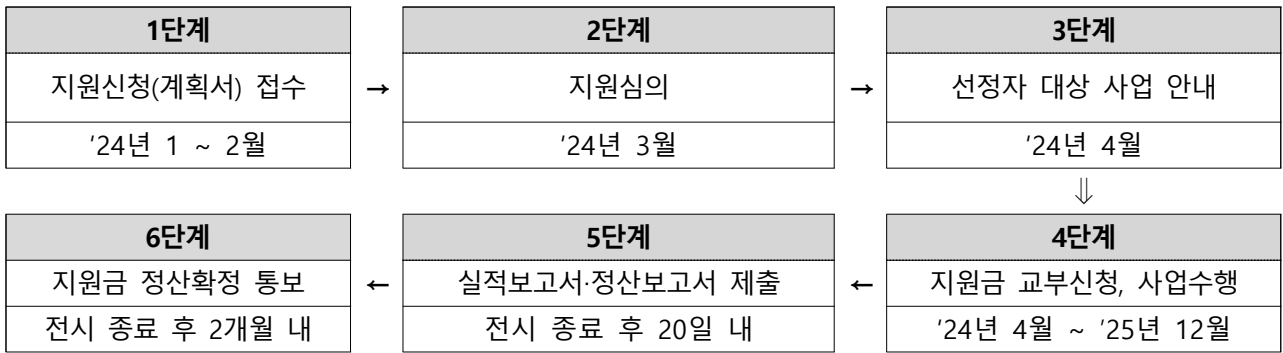 1단계
지원신청(계획서) 접수
'24년 1 ~ 2월
→
2단계
지원심의
'24년 3월
→
3단계
선정자 대상 사업 안내
'24년 4월
⇓
4단계
지원금 교부신청, 사업수행
'24년 4월 ~ '25년 12월
←
5단계
실적보고서·정산보고서 제출
전시 종료 후 20일 내
←
6단계
지원금 정산확정 통보
전시 종료 후 2개월 내